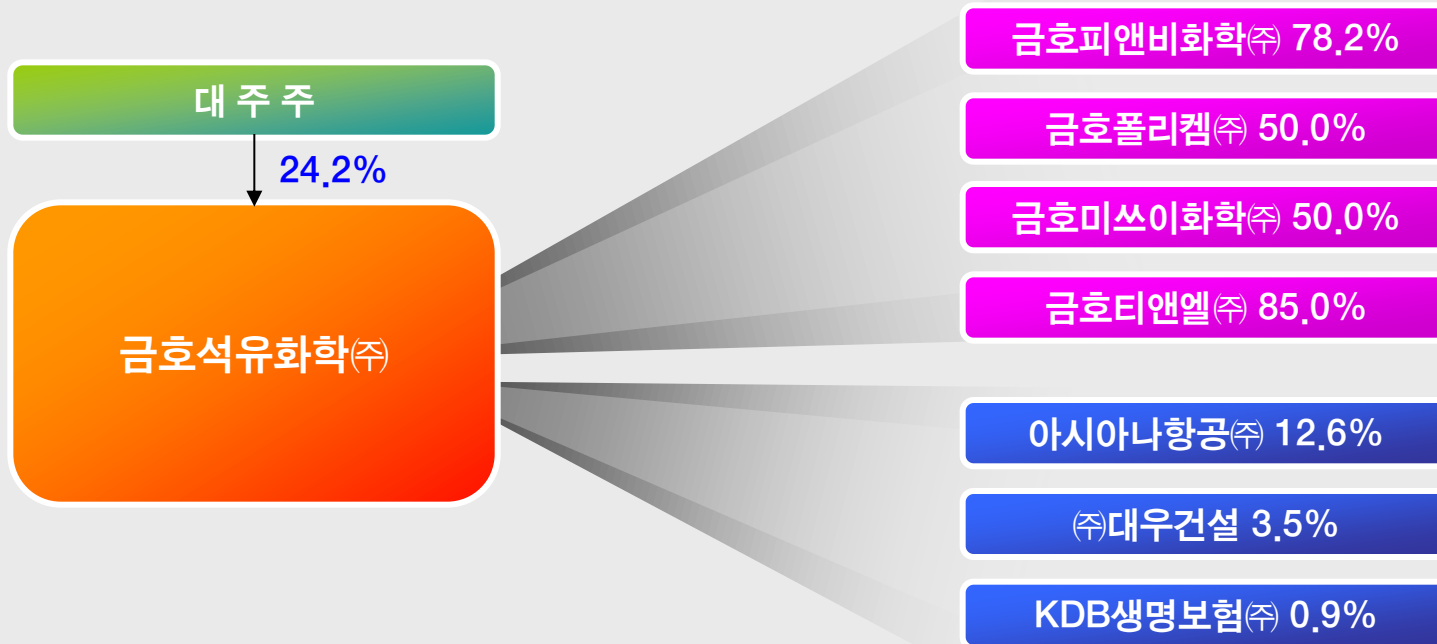 대 주 주
24.2%
금호석유화학㈜
금호피앤비화학㈜ 78.2%
금호폴리켐㈜ 50.0%
금호미쓰이화학㈜ 50.0%
금호티앤엘㈜ 85.0%
아시아나항공㈜ 12.6%
㈜대우건설 3.5%
KDB생명보험㈜ 0.9%